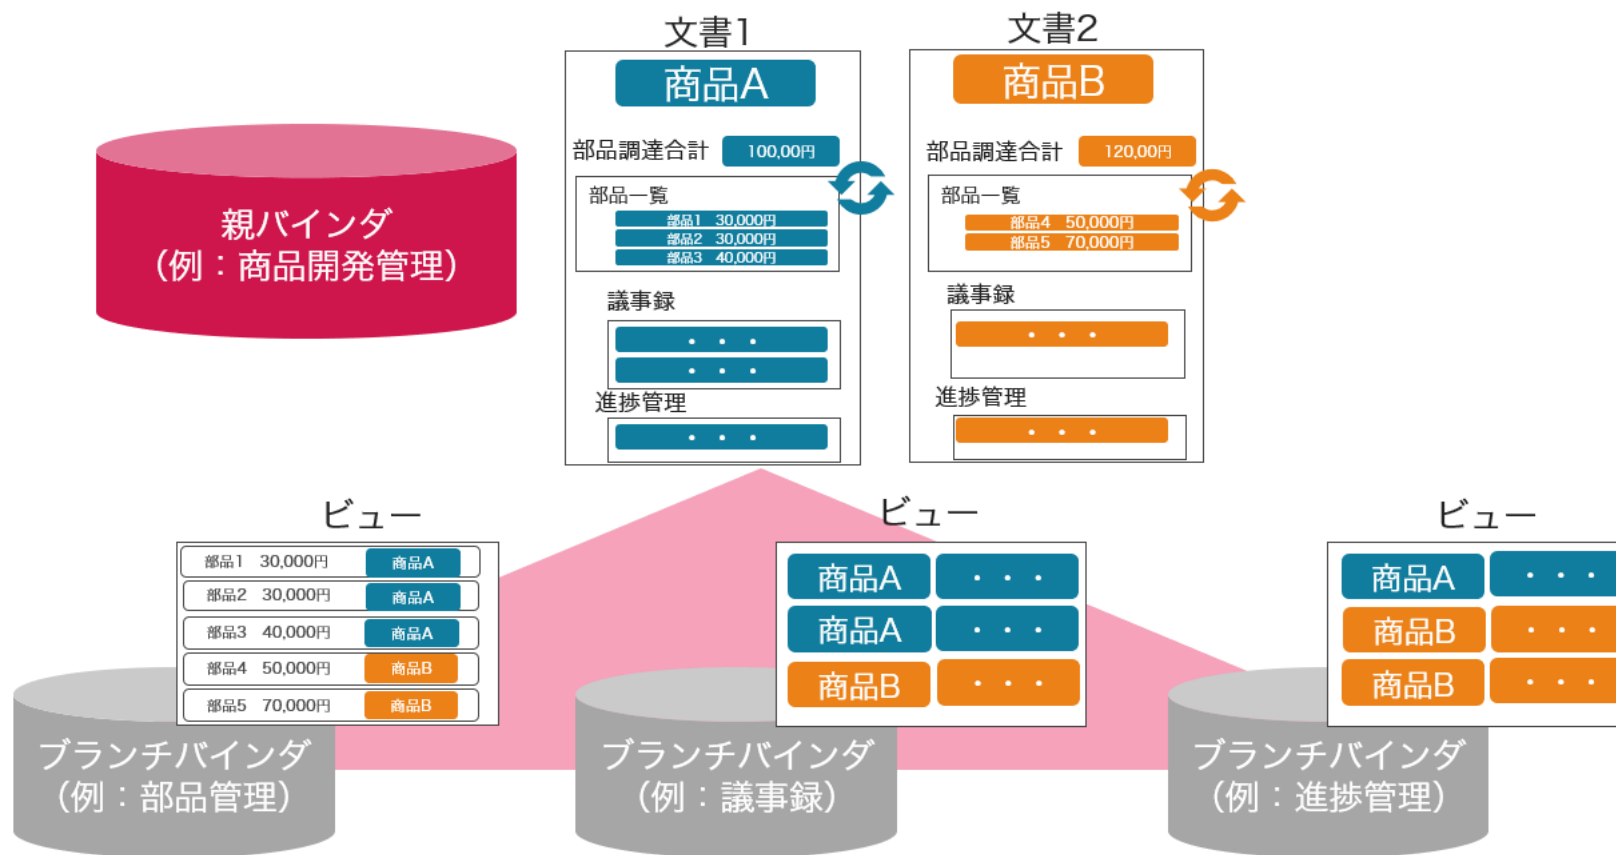 文書1
商品A
部品調達合計 100,00円
部品一覧
部品1 30,000円
部品2 30,000円
部品3 40,000円
議事録
・・・
・・・
進捗管理
・・・
文書2
商品B
部品調達合計 120,00円
部品一覧
部品4 50,000円
部品5 70,000円
議事録
・・・
進捗管理
・・・
親バインダ
（例：商品開発管理）
ビュー
部品1 30,000円 商品A
部品2 30,000円 商品A
部品3 40,000円 商品A
部品4 50,000円 商品B
部品5 70,000円 商品B
ブランチバインダ
（例：部品管理）
ビュー
商品A ・・・
商品A ・・・
商品B ・・・
ブランチバインダ
（例：議事録）
ビュー
商品A ・・・
商品B ・・・
商品B ・・・
ブランチバインダ
（例：進捗管理）